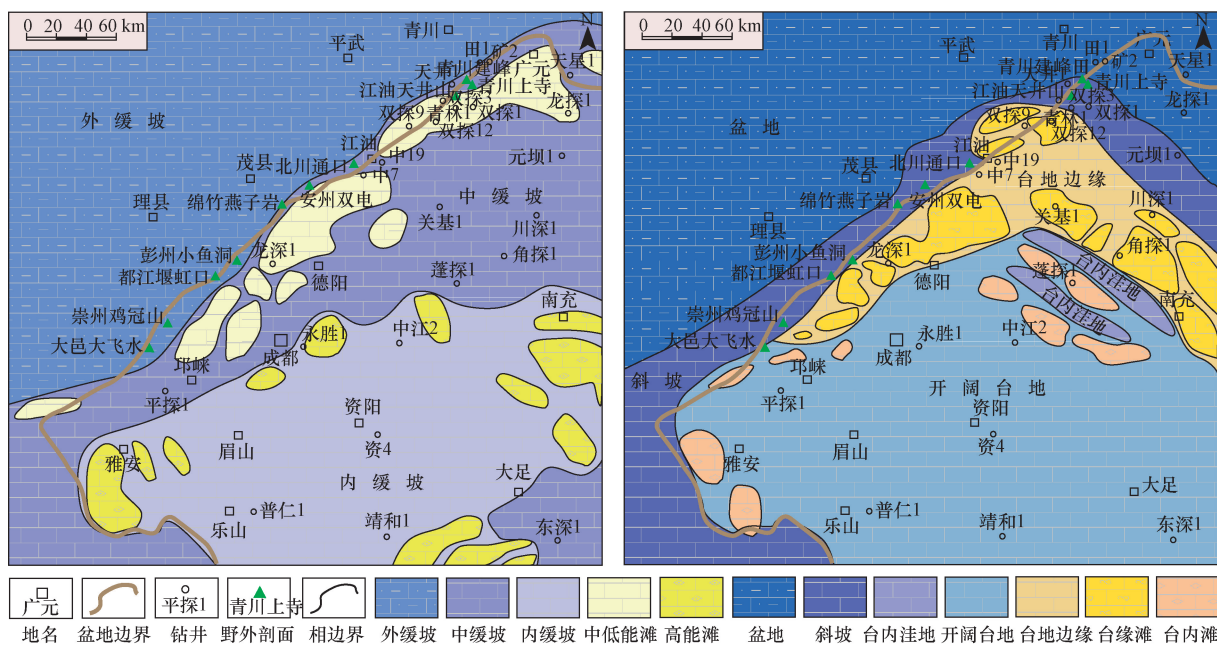 0 20 40 60 km
N
青川
平武
田1
矿2
天井1
青川建峰
广元
天星1
江油天井山
双探3
青川上寺
龙探1
双探9
青林1
双探1
双探12
外缓坡
江油
中19
元坝1
茂县
北川通口
中7
中缓坡
理县
绵竹燕子岩
安州双电
关基1
川深1
彭州小鱼洞
龙深1
角探1
都江堰虹口
德阳
蓬探1
南充
崇州鸡冠山
永胜1
中江2
大邑大飞水
成都
邛崃
平探1
资阳
雅安
眉山
资4
内缓坡
大足
乐山
普仁1
靖和1
东深1
0 20 40 60 km
N
青川
平武
田1
广元
矿2
天星1
青川建峰
天井1
青川上寺
江油天井山
双探3
龙探1
双探9
青林1
双探1
双探12
盆地
江油
中19
元坝1
茂县
北川通口
中7
台地边缘
绵竹燕子岩
安州双电
川深1
理县
关基1
彭州小鱼洞
龙深1
角探1
都江堰虹口
德阳
蓬探1
台内洼地
台内洼地
南充
崇州鸡冠山
永胜1
中江2
大邑大飞水
成都
斜坡
平探1
开阔台地
资阳
雅安
眉山
资4
大足
乐山
普仁1
靖和1
东深1
广元
平探1
青川上寺
地名 盆地边界 钻井 野外剖面 相边界 外缓坡 中缓坡 内缓坡 中低能滩 高能滩 盆地 斜坡 台内洼地 开阔台地 台地边缘 台缘滩 台内滩